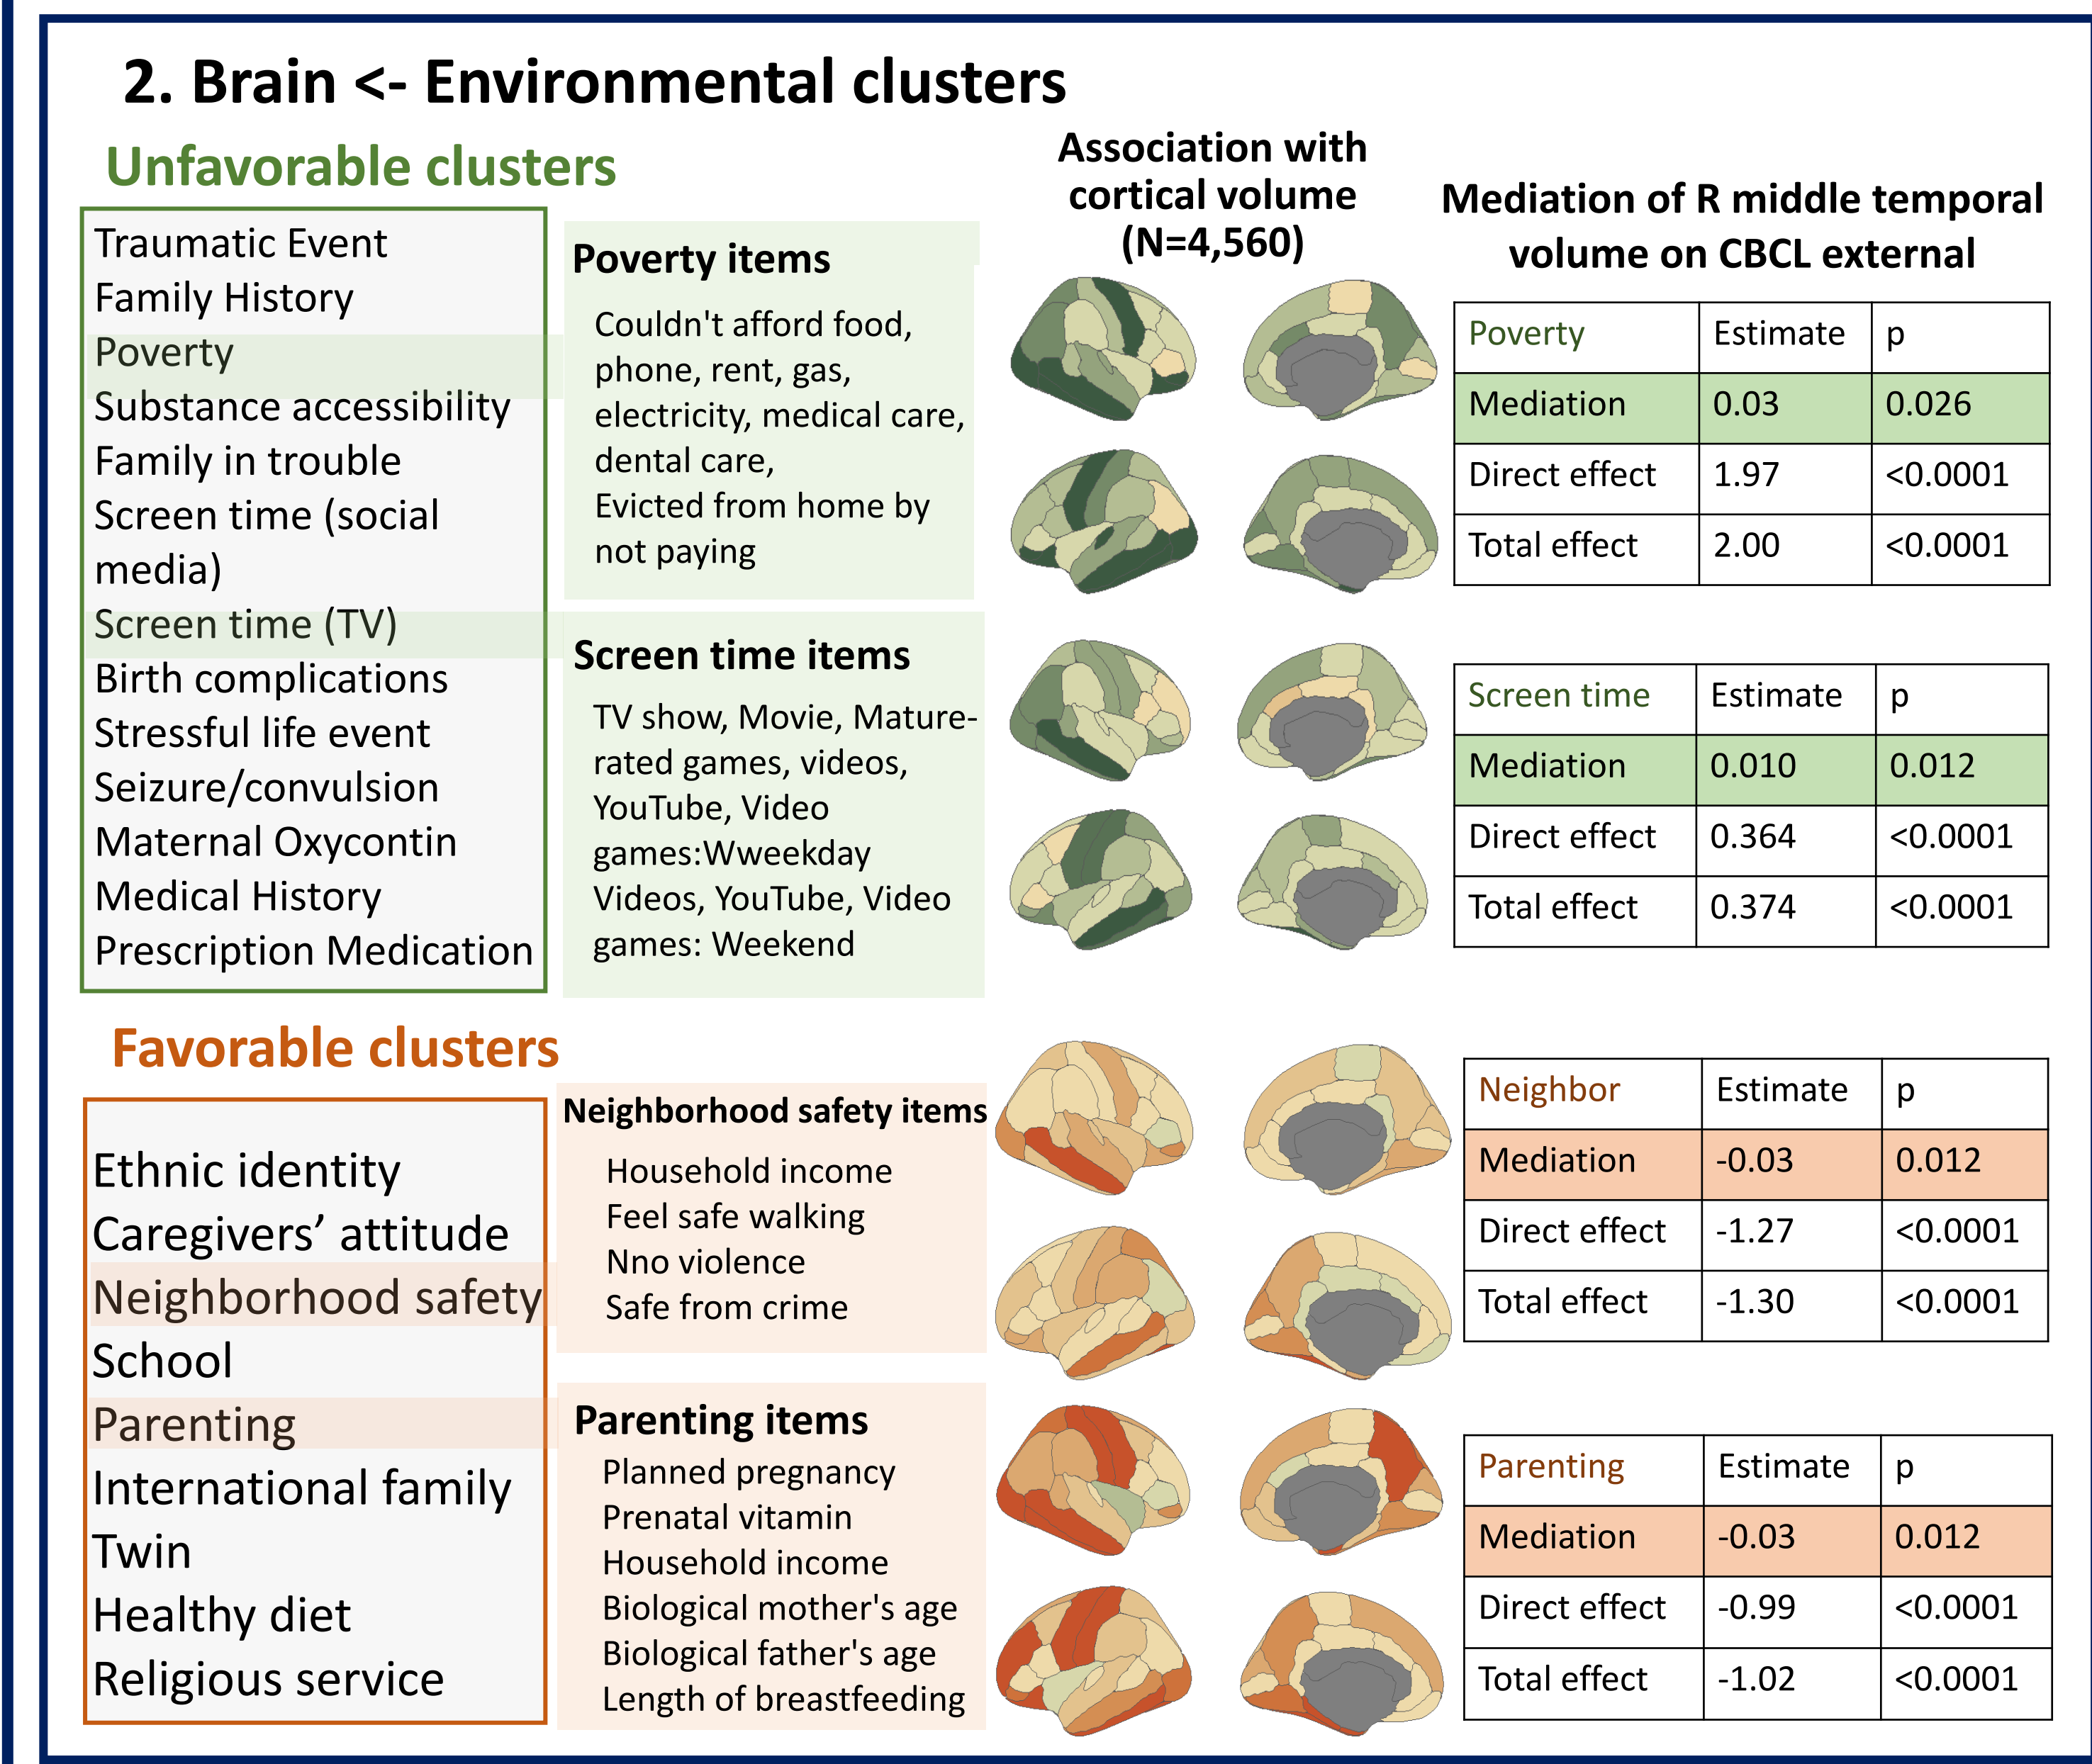 2. Brain <- Environmental clusters
Unfavorable clusters
Traumatic Event
Family History
Poverty
Substance accessibility
Family in trouble
Screen time (social
media)
Screen time (TV)
Birth complications
Stressful life event
Seizure/convulsion
Maternal Oxycontin
Medical History
Prescription Medication
Poverty items
Couldn't afford food,
phone, rent, gas,
electricity, medical care,
dental care,
Evicted from home by
not paying
Screen time items
TV show, Movie, Mature-
rated games, videos,
YouTube, Video
games:Wweekday
Videos, YouTube, Video
games: Weekend
Association with
cortical volume
(N=4,560)
Mediation of R middle temporal
volume on CBCL external
Poverty Estimate p
Mediation 0.03 0.026
Direct effect 1.97 <0.0001
Total effect 2.00 <0.0001
Screen time Estimate p
Mediation 0.010 0.012
Direct effect 0.364 <0.0001
Total effect 0.374 <0.0001
Favorable clusters
Ethnic identity
Caregivers’ attitude
Neighborhood safety
School
Parenting
International family
Twin
Healthy diet
Religious service
Neighborhood safety items
Household income
Feel safe walking
Nno violence
Safe from crime
Parenting items
Planned pregnancy
Prenatal vitamin
Household income
Biological mother's age
Biological father's age
Length of breastfeeding
Neighbor Estimate p
Mediation -0.03 0.012
Direct effect -1.27 <0.0001
Total effect -1.30 <0.0001
Parenting Estimate p
Mediation -0.03 0.012
Direct effect -0.99 <0.0001
Total effect -1.02 <0.0001